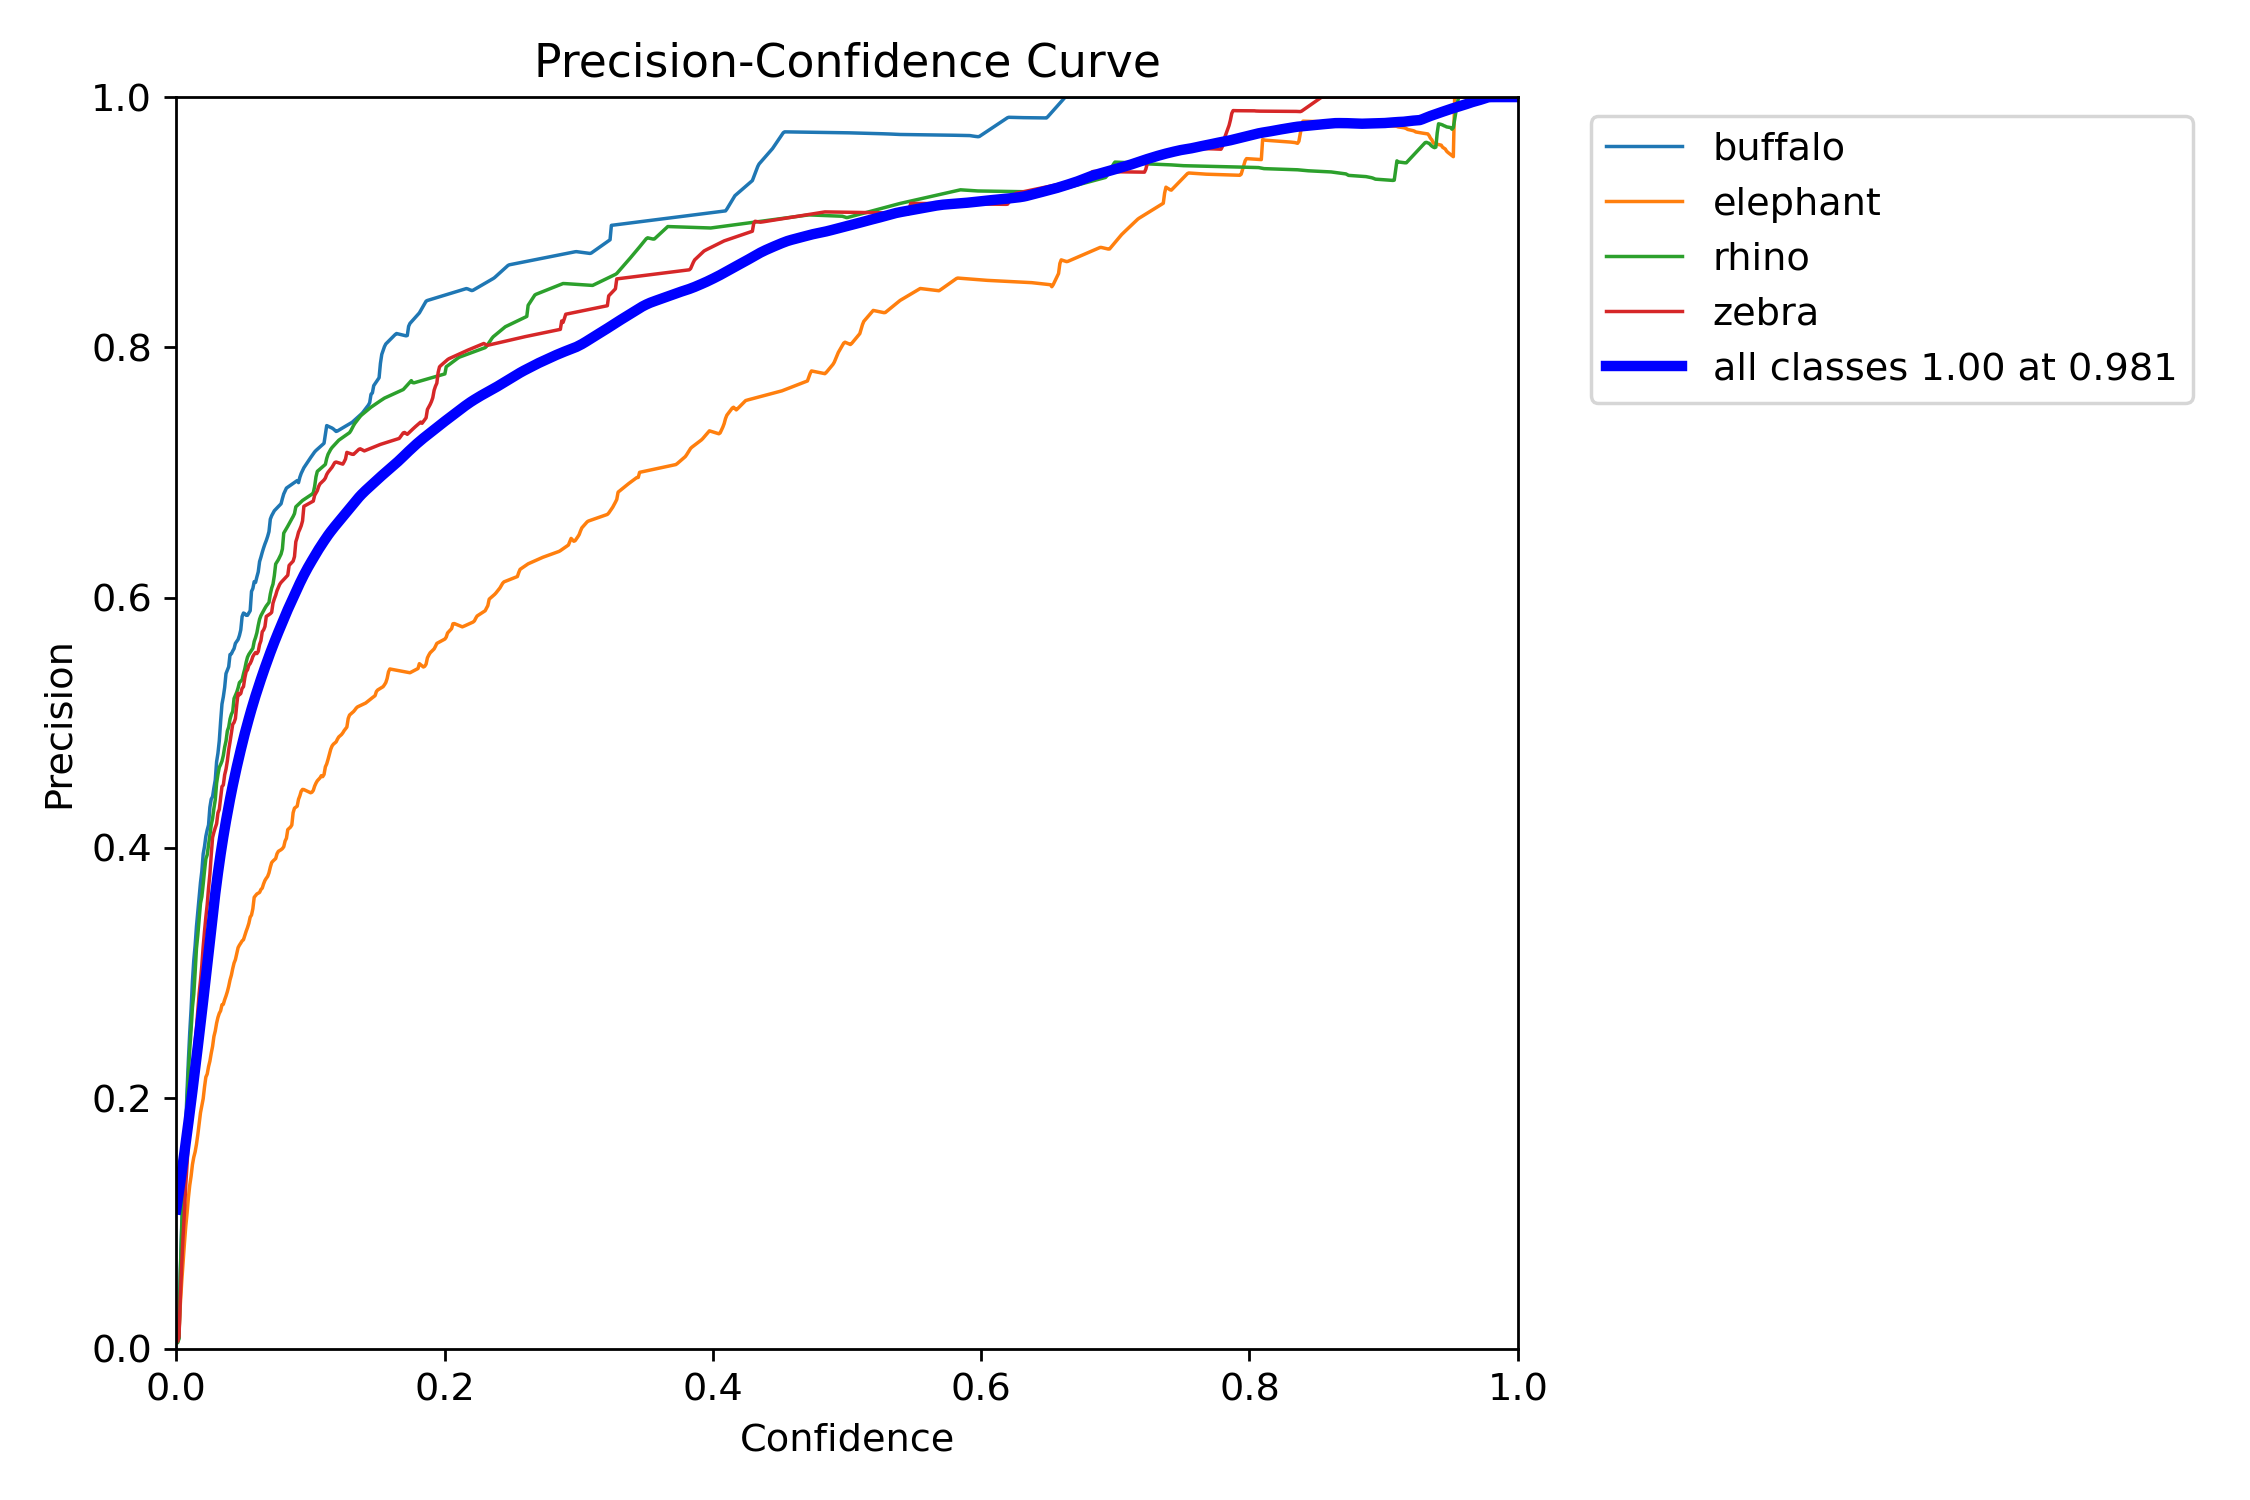 Precision-Confidence Curve
1.0
0.8
0.6
0.4
0.2
0.0
Precision
0.0 0.2 0.4 0.6 0.8 1.0
Confidence
buffalo
elephant
rhino
zebra
all classes 1.00 at 0.981